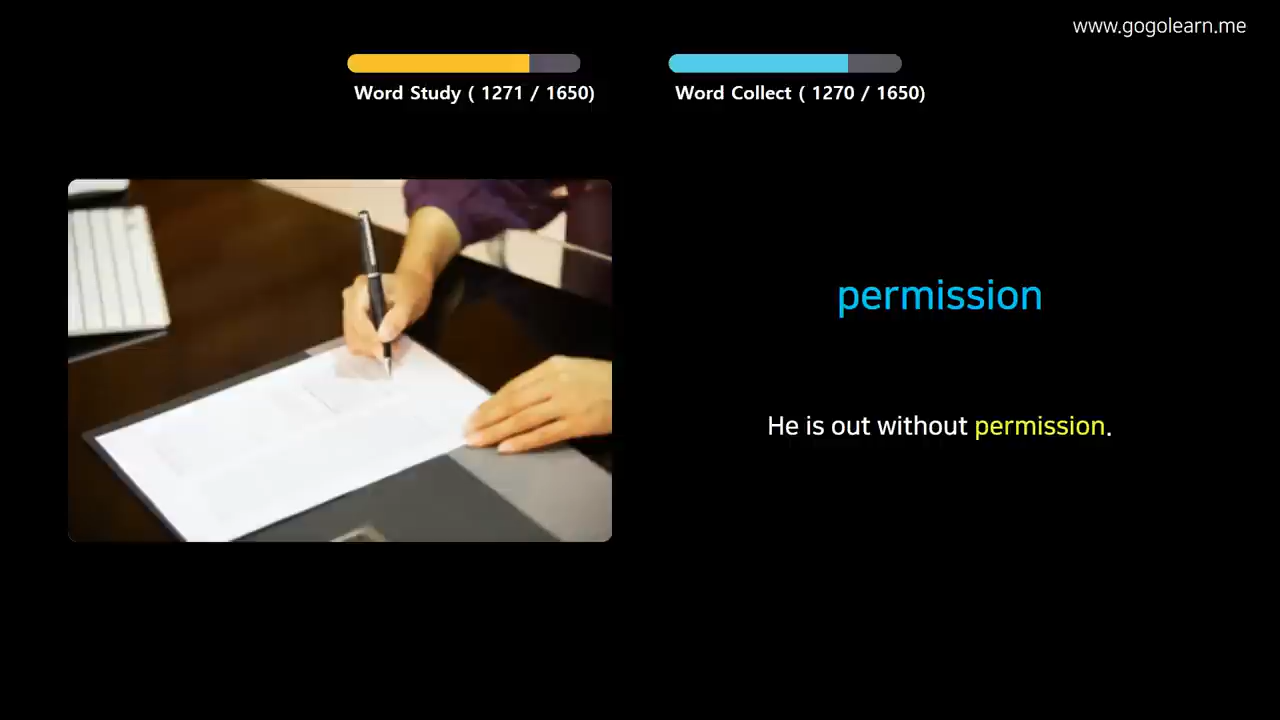 www.gogolearn.me
Word Study ( 1271 / 1650)
Word Collect ( 1270 / 1650)
permission
He is out without permission.